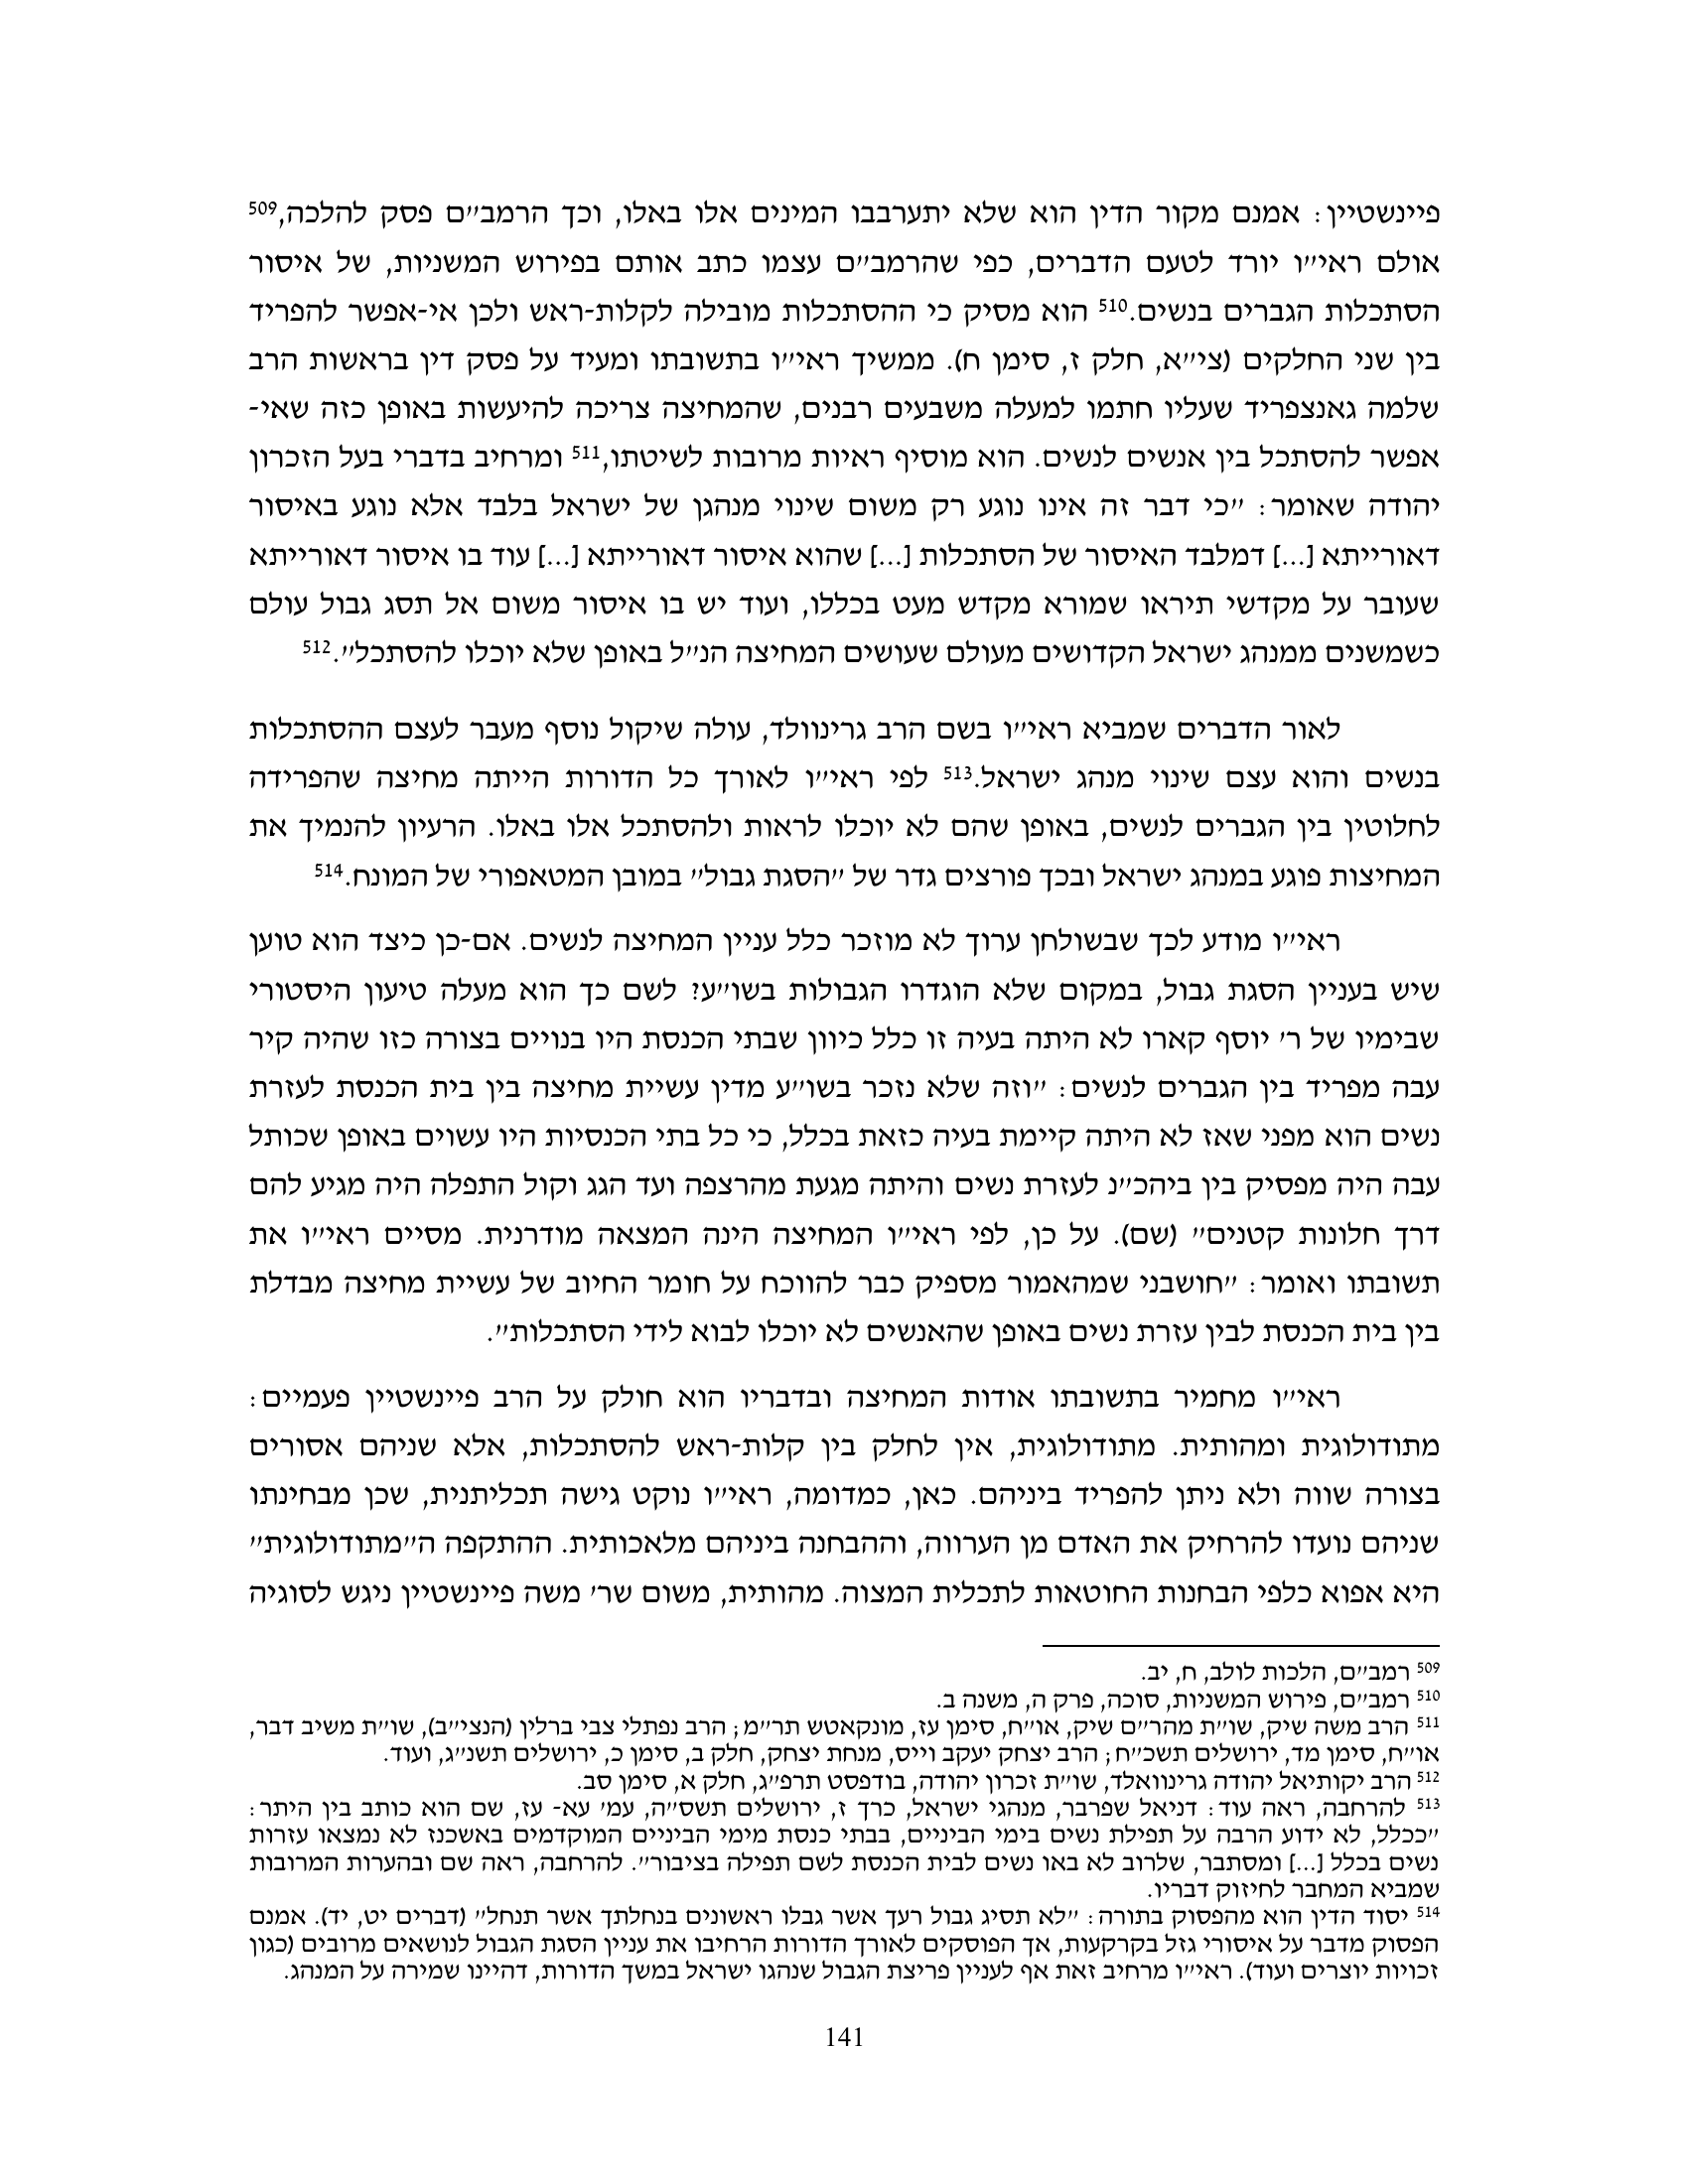 פיינשטיין: אמנם מקור הדין הוא שלא יתערבבו המינים אלו באלו, וכך הרמב״ם פסק להלכה,509
אולם ראי״ו יורד לטעם הדברים, כפי שהרמב״ם עצמו כתב אותם בפירוש המשניות, של איסור
הסתכלות הגברים בנשים.510 הוא מסיק כי ההסתכלות מובילה לקלות-ראש ולכן אי-אפשר להפריד
בין שני החלקים (צי״א, חלק ז, סימן ח). ממשיך ראי״ו בתשובתו ומעיד על פסק דין בראשות הרב
שלמה גאנצפריד שעליו חתמו למעלה משבעים רבנים, שהמחיצה צריכה להיעשות באופן כזה שאי-
אפשר להסתכל בין אנשים לנשים. הוא מוסיף ראיות מרובות לשיטתו,511 ומרחיב בדברי בעל הזכרון
יהודה שאומר: ״כי דבר זה אינו נוגע רק משום שינוי מנהגן של ישראל בלבד אלא נוגע באיסור
דאורייתא [...] דמלבד האיסור של הסתכלות [...] שהוא איסור דאורייתא [...] עוד בו איסור דאורייתא
שעובר על מקדשי תיראו שמורא מקדש מעט בכללו, ועוד יש בו איסור משום אל תסג גבול עולם
כשמשנים ממנהג ישראל הקדושים מעולם שעושים המחיצה הנ״ל באופן שלא יוכלו להסתכל״.512
לאור הדברים שמביא ראי״ו בשם הרב גרינוולד, עולה שיקול נוסף מעבר לעצם ההסתכלות
בנשים והוא עצם שינוי מנהג ישראל.513 לפי ראי״ו לאורך כל הדורות הייתה מחיצה שהפרידה
לחלוטין בין הגברים לנשים, באופן שהם לא יוכלו לראות ולהסתכל אלו באלו. הרעיון להנמיך את
המחיצות פוגע במנהג ישראל ובכך פורצים גדר של ״הסגת גבול״ במובן המטאפורי של המונח.514
ראי״ו מודע לכך שבשולחן ערוך לא מוזכר כלל עניין המחיצה לנשים. אם-כן כיצד הוא טוען
שיש בעניין הסגת גבול, במקום שלא הוגדרו הגבולות בשו״ע? לשם כך הוא מעלה טיעון היסטורי
שבימיו של ר׳ יוסף קארו לא היתה בעיה זו כלל כיוון שבתי הכנסת היו בנויים בצורה כזו שהיה קיר
עבה מפריד בין הגברים לנשים: ״וזה שלא נזכר בשו״ע מדין עשיית מחיצה בין בית הכנסת לעזרת
נשים הוא מפני שאז לא היתה קיימת בעיה כזאת בכלל, כי כל בתי הכנסיות היו עשוים באופן שכותל
עבה היה מפסיק בין ביהכ״נ לעזרת נשים והיתה מגעת מהרצפה ועד הגג וקול התפלה היה מגיע להם
דרך חלונות קטנים״ (שם). על כן, לפי ראי״ו המחיצה הינה המצאה מודרנית. מסיים ראי״ו את
תשובתו ואומר: ״חושבני שמהאמור מספיק כבר להווכח על חומר החיוב של עשיית מחיצה מבדלת
בין בית הכנסת לבין עזרת נשים באופן שהאנשים לא יוכלו לבוא לידי הסתכלות״.
ראי״ו מחמיר בתשובתו אודות המחיצה ובדבריו הוא חולק על הרב פיינשטיין פעמיים:
מתודולוגית ומהותית. מתודולוגית, אין לחלק בין קלות-ראש להסתכלות, אלא שניהם אסורים
בצורה שווה ולא ניתן להפריד ביניהם. כאן, כמדומה, ראי״ו נוקט גישה תכליתנית, שכן מבחינתו
שניהם נועדו להרחיק את האדם מן הערווה, וההבחנה ביניהם מלאכותית. ההתקפה ה״מתודולוגית״
היא אפוא כלפי הבחנות החוטאות לתכלית המצוה. מהותית, משום שר׳ משה פיינשטיין ניגש לסוגיה
509 רמב״ם, הלכות לולב, ח, יב.
510 רמב״ם, פירוש המשניות, סוכה, פרק ה, משנה ב.
511 הרב משה שיק, שו״ת מהר״ם שיק, או״ח, סימן עז, מונקאטש תר״מ; הרב נפתלי צבי ברלין (הנצי״ב), שו״ת משיב דבר,
או״ח, סימן מד, ירושלים תשכ״ח; הרב יצחק יעקב וייס, מנחת יצחק, חלק ב, סימן כ, ירושלים תשנ״ג, ועוד.
512 הרב יקותיאל יהודה גרינוואלד, שו״ת זכרון יהודה, בודפסט תרפ״ג, חלק א, סימן סב.
513 להרחבה, ראה עוד: דניאל שפרבר, מנהגי ישראל, כרך ז, ירושלים תשס״ה, עמ׳ עא- עז, שם הוא כותב בין היתר:
״ככלל, לא ידוע הרבה על תפילת נשים בימי הביניים, בבתי כנסת מימי הביניים המוקדמים באשכנז לא נמצאו עזרות
נשים בכלל [...] ומסתבר, שלרוב לא באו נשים לבית הכנסת לשם תפילה בציבור״. להרחבה, ראה שם ובהערות המרובות
שמביא המחבר לחיזוק דבריו.
514 יסוד הדין הוא מהפסוק בתורה: ״לא תסיג גבול רעך אשר גבלו ראשונים בנחלתך אשר תנחל״ (דברים יט, יד). אמנם
הפסוק מדבר על איסורי גזל בקרקעות, אך הפוסקים לאורך הדורות הרחיבו את עניין הסגת הגבול לנושאים מרובים (כגון
זכויות יוצרים ועוד). ראי״ו מרחיב זאת אף לעניין פריצת הגבול שנהגו ישראל במשך הדורות, דהיינו שמירה על המנהג.
141